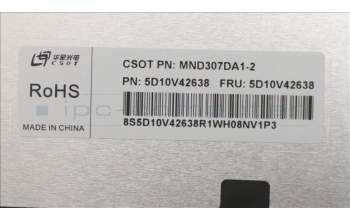 华星光电
CSOT
CSOT PN: MND307DA1-2
PN: 5D10V42638 FRU: 5D10V42638
RoHS
MADE IN CHINA
8S5D10V42638R1WH08NV1P3